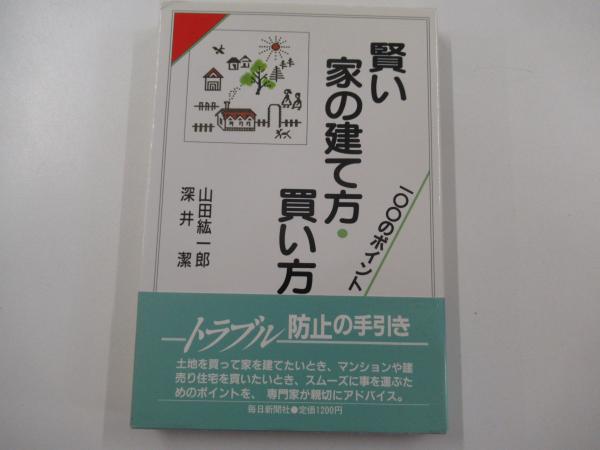 賢い
家の建て方・
買い方
一〇〇のポイント
山田紘一郎
深井 潔
トラブル防止の手引き
土地を買って家を建てたいとき、マンションや建
売り住宅を買いたいとき、スムーズに事を運ぶた
めのポイントを、専門家が親切にアドバイス。
毎日新聞社●定価1200円